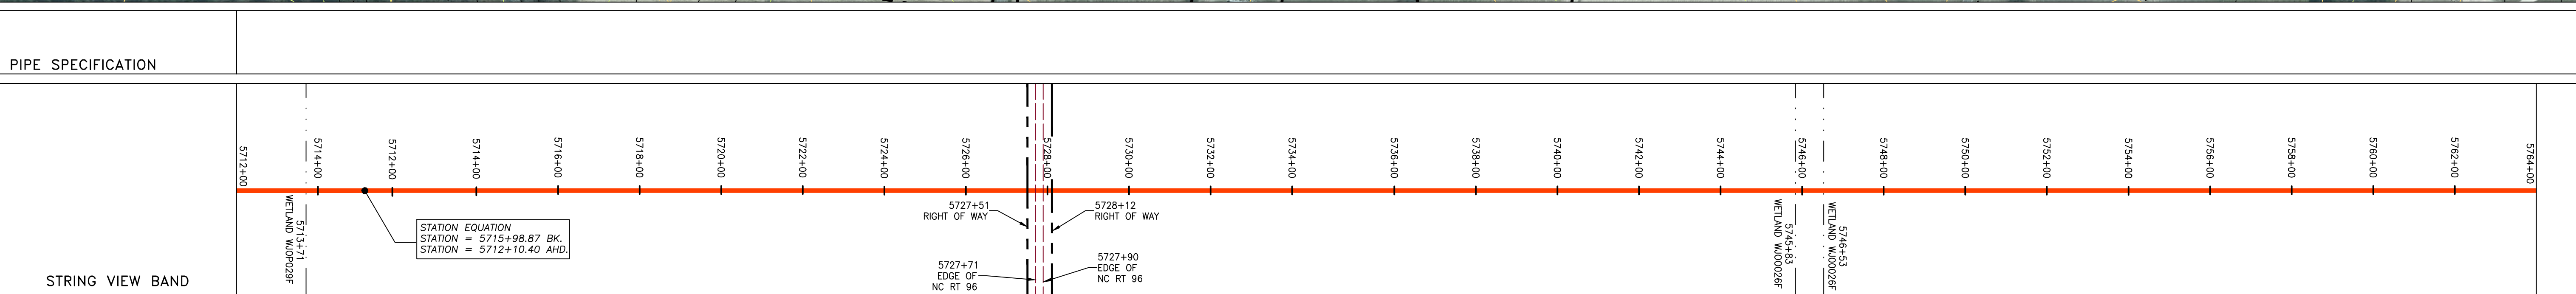 PIPE SPECIFICATION
5712+00
5714+00
5712+00
5714+00
5716+00
5718+00
5720+00
5722+00
5724+00
5726+00
5728+00
5730+00
5732+00
5734+00
5736+00
5738+00
5740+00
5742+00
5744+00
5746+00
5748+00
5750+00
5752+00
5754+00
5756+00
5758+00
5760+00
5762+00
5764+00
5713+71
WETLAND WJOP029F
STATION EQUATION
STATION = 5715+98.87 BK.
STATION = 5712+10.40 AHD.
5727+51
RIGHT OF WAY
5728+12
RIGHT OF WAY
5727+71
EDGE OF
NC RT 96
5727+90
EDGE OF
NC RT 96
5745+83
WETLAND WJO0026F
5746+53
WETLAND WJO0026F
STRING VIEW BAND